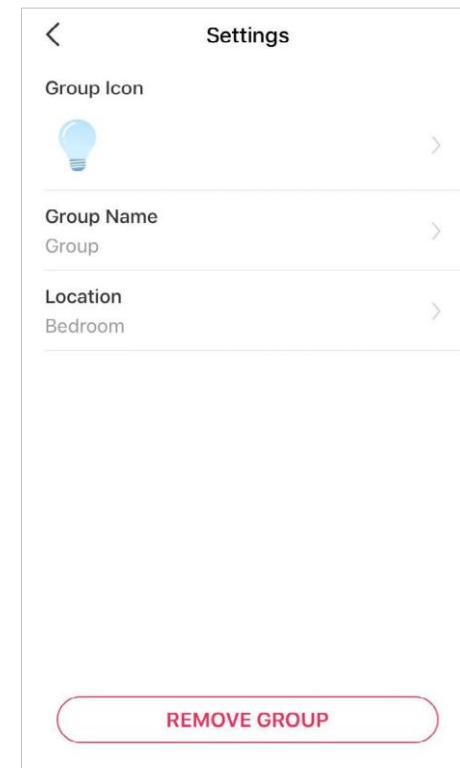 Settings
Group Icon
Group Name
Group
Location
Bedroom
REMOVE GROUP